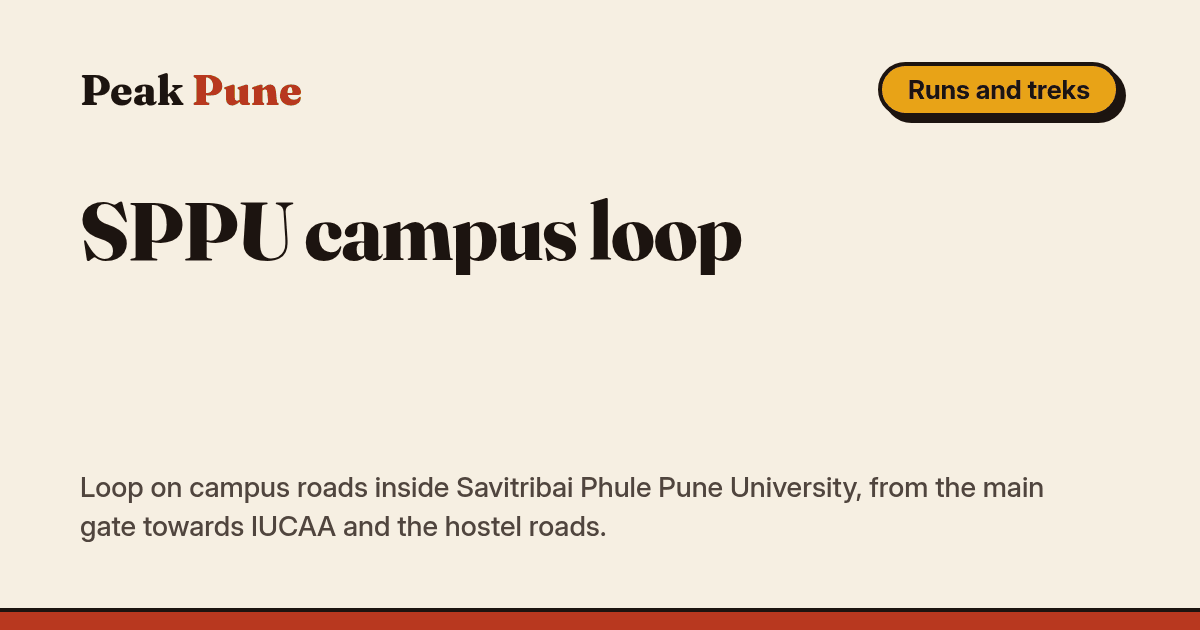 Peak Pune
Runs and treks
SPPU campus loop
Loop on campus roads inside Savitribai Phule Pune University, from the main
gate towards IUCAA and the hostel roads.